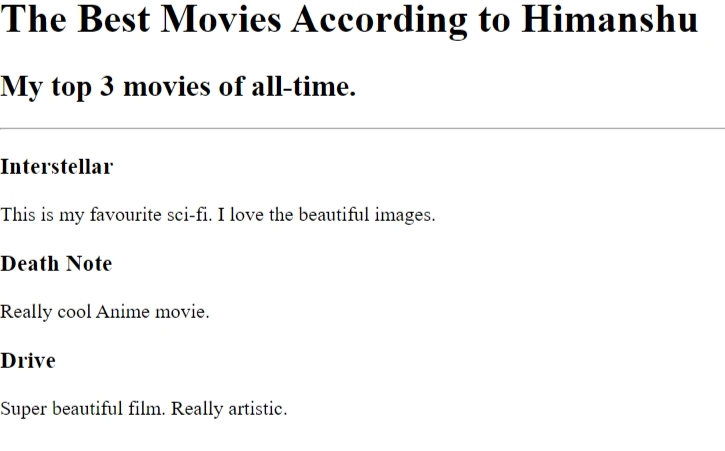 The Best Movies According to Himanshu
My top 3 movies of all-time.
Interstellar
This is my favourite sci-fi. I love the beautiful images.
Death Note
Really cool Anime movie.
Drive
Super beautiful film. Really artistic.